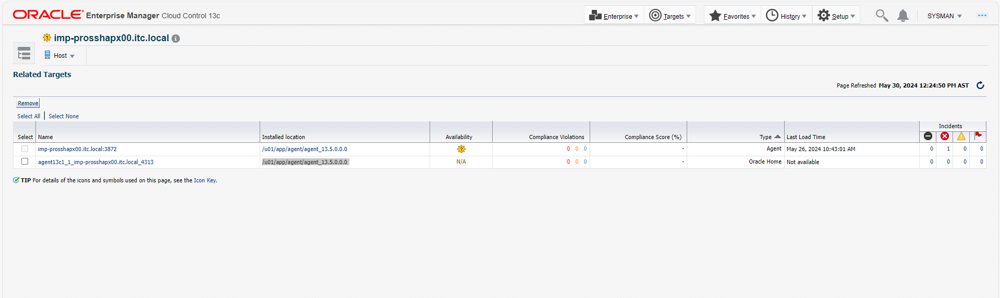 ORACLE Enterprise Manager Cloud Control 13c Enterprise Targets Favorites History Setup SYSMAN
imp-prosshapx00.itc.local
Host
Related Targets
Page Refreshed May 30, 2024 12:24:50 PM AST
Remove
Select All Select None
Incidents
Select Name Installed location Availability Compliance Violations Compliance Score (%) Type Last Load Time
imp-prosshapx00.itc.local:3872 /u01/app/agent/agent_13.5.0.0.0 0 0 0 - Agent May 26, 2024 10:43:01 AM 0 1 0 0
agent13c1_1_imp-prosshapx00.itc.local_4313 /u01/app/agent/agent_13.5.0.0.0 N/A 0 0 0 - Oracle Home Not available 0 0 0 0
TIP For details of the icons and symbols used on this page, see the Icon Key.